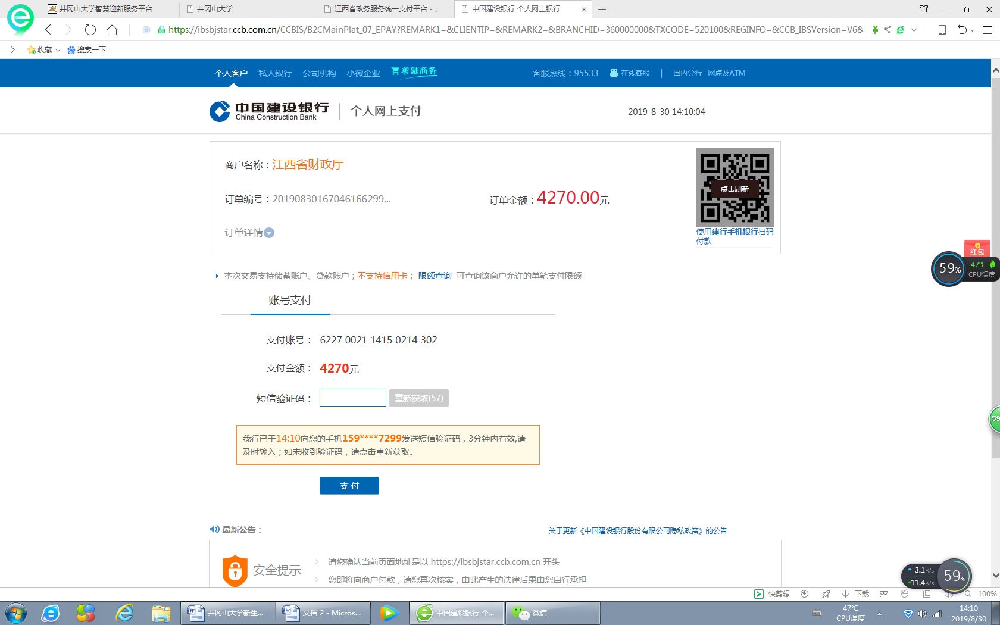 井冈山大学智慧迎新服务平台
井冈山大学
江西省政务服务统一支付平台 -
中国建设银行 个人网上银行
https://ibsbjstar.ccb.com.cn/CCBIS/B2CMainPlat_07_EPAY?REMARK1=&CLIENTIP=&REMARK2=&BRANCHID=360000000&TXCODE=520100&REGINFO=&CCB_IBSVersion=V6&
收藏
搜索一下
个人客户 私人银行 公司机构 小微企业 善融商务
客服热线：95533 在线客服 | 国内分行 网点及ATM
中国建设银行
China Construction Bank
个人网上支付
2019-8-30 14:10:04
商户名称：江西省财政厅
订单编号：20190830167046166299...
订单金额：4270.00元
点击刷新
订单详情
使用建行手机银行扫码
付款
红包
59%
47℃
CPU温度
本次交易支持储蓄账户、贷款账户；不支持信用卡； 限额查询 可查询该商户允许的单笔支付限额
账号支付
支付账号： 6227 0021 1415 0214 302
支付金额： 4270元
短信验证码： 重新获取(57)
59
我行已于14:10向您的手机159****7299发送短信验证码，3分钟内有效,请
及时输入；如未收到验证码，请点击重新获取。
支 付
最新公告：
关于更新《中国建设银行股份有限公司隐私政策》的公告
安全提示
请您确认当前页面地址是以 https://ibsbjstar.ccb.com.cn 开头
您即将向商户付款，请您再次核实，由此产生的法律后果由您自行承担
3.1K/s
11.4K/s
59%
快剪辑
下载
100%
井冈山大学新生...
文档 2 - Micros...
中国建设银行 个...
微信
47℃
CPU温度
14:10
2019/8/30